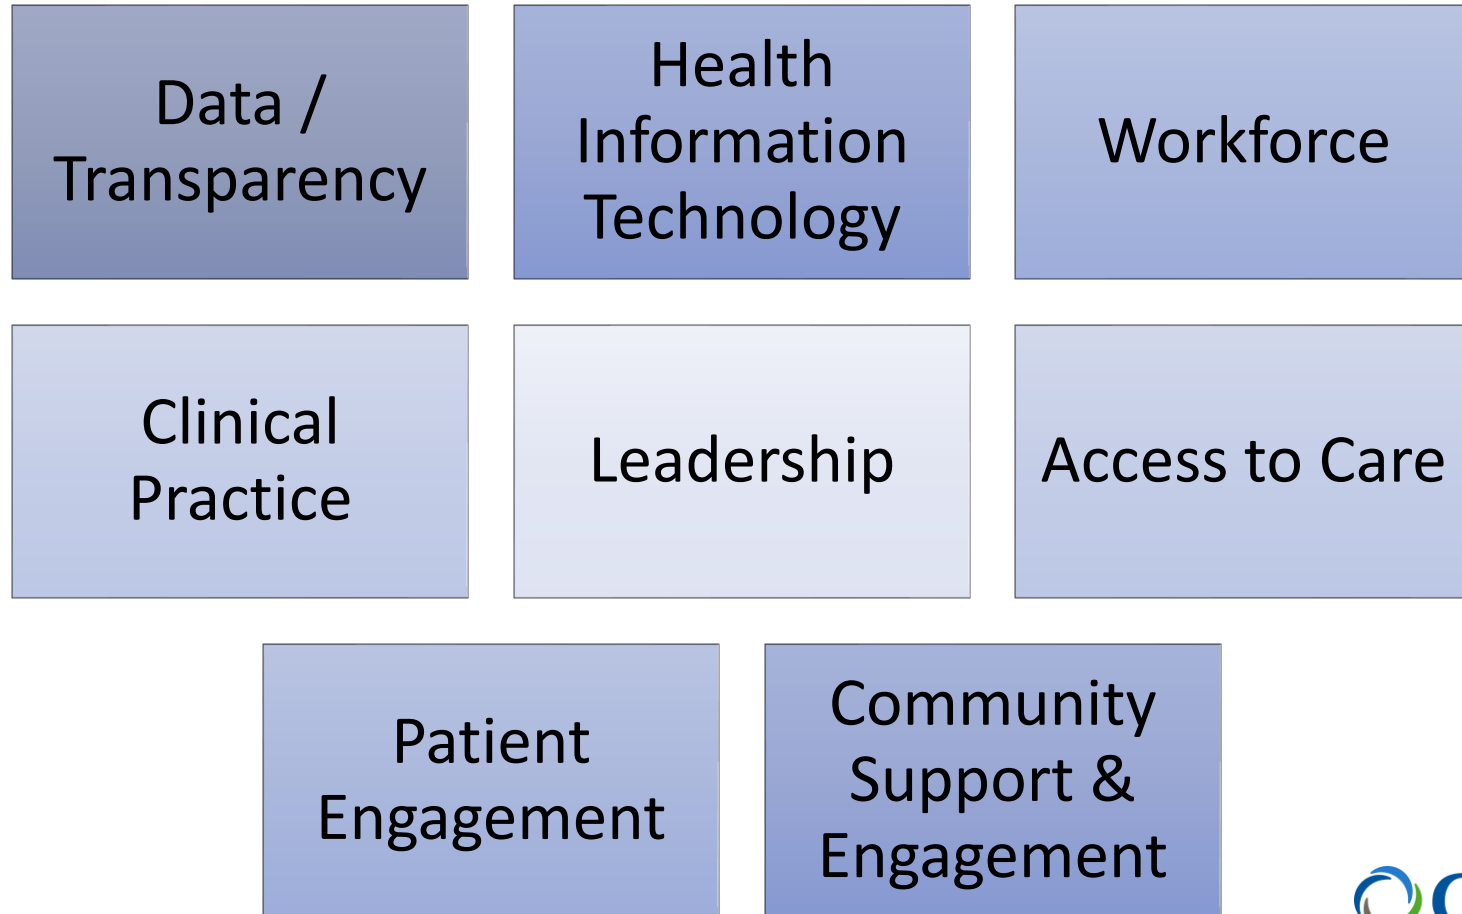 Data /
Transparency
Health
Information
Technology
Workforce
Clinical
Practice
Leadership
Access to Care
Patient
Engagement
Community
Support &
Engagement